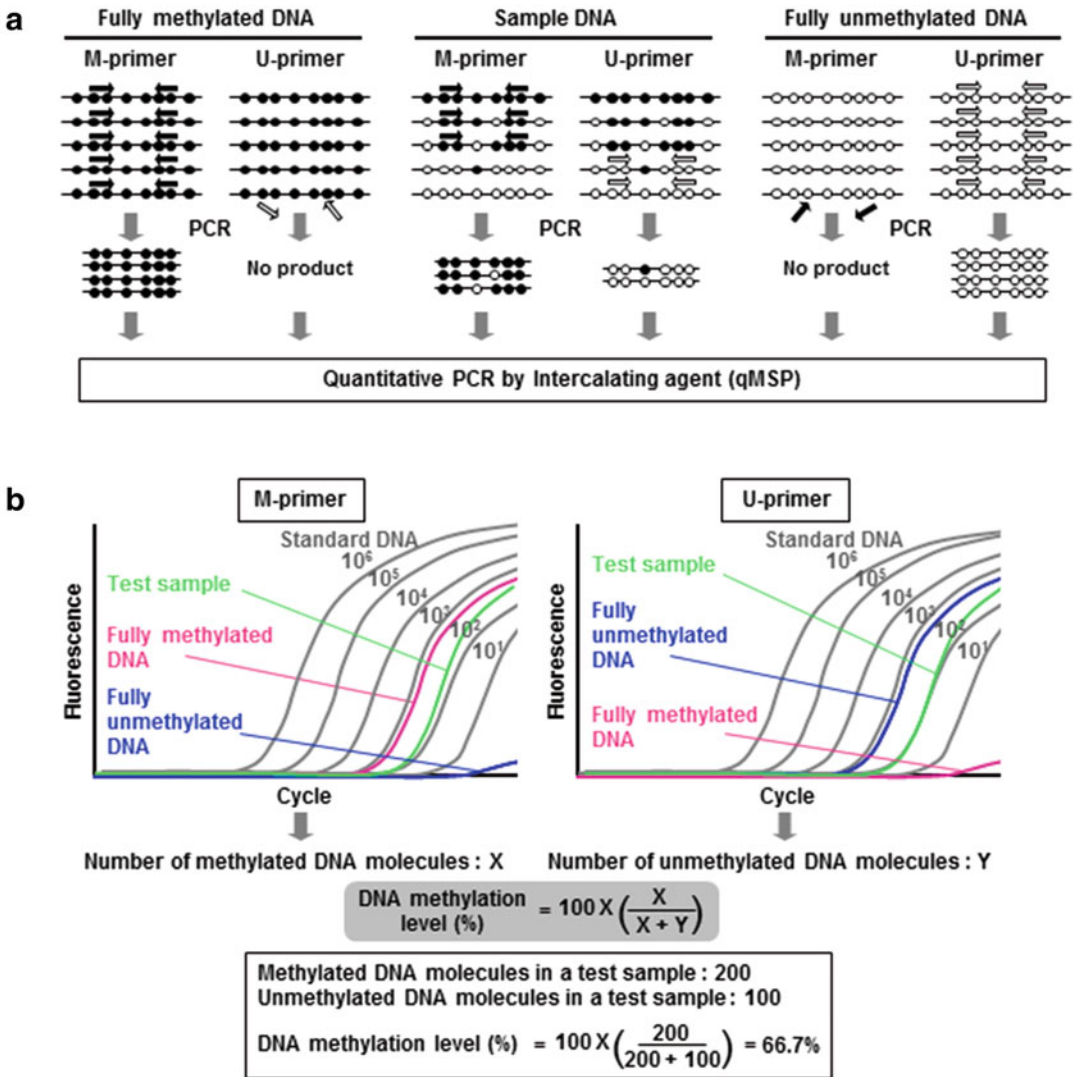 a
Fully methylated DNA
Sample DNA
Fully unmethylated DNA
M-primer
U-primer
M-primer
U-primer
M-primer
U-primer
PCR
PCR
PCR
No product
No product
Quantitative PCR by Intercalating agent (qMSP)
b
M-primer
U-primer
Fluorescence
Standard DNA
10⁶
10⁵
10⁴
10³
10²
10¹
Test sample
Fully methylated
DNA
Fully
unmethylated
DNA
Cycle
Fluorescence
Standard DNA
10⁶
10⁵
10⁴
10³
10²
10¹
Test sample
Fully
unmethylated
DNA
Fully methylated
DNA
Cycle
Number of methylated DNA molecules : X
Number of unmethylated DNA molecules : Y
DNA methylation
level (%) = 100 X ( X / X + Y )
Methylated DNA molecules in a test sample : 200
Unmethylated DNA molecules in a test sample : 100
DNA methylation level (%) = 100 X ( 200 / 200 + 100 ) = 66.7%